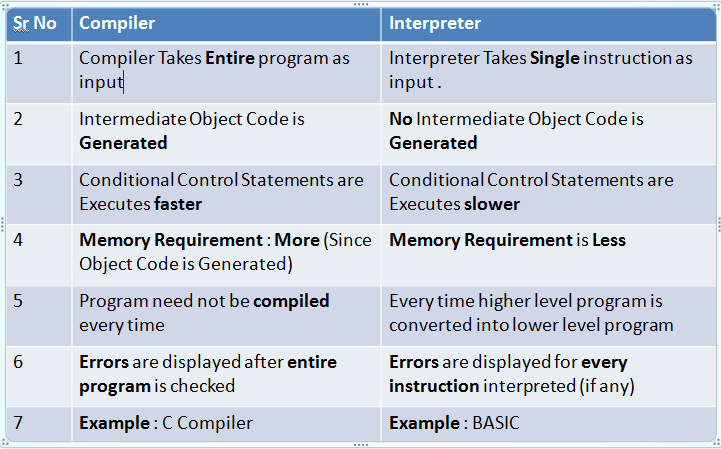 Sr No Compiler Interpreter
1 Compiler Takes Entire program as Interpreter Takes Single instruction as
input input .
2 Intermediate Object Code is No Intermediate Object Code is
Generated Generated
3 Conditional Control Statements are Conditional Control Statements are
Executes faster Executes slower
4 Memory Requirement : More (Since Memory Requirement is Less
Object Code is Generated)
5 Program need not be compiled Every time higher level program is
every time converted into lower level program
6 Errors are displayed after entire Errors are displayed for every
program is checked instruction interpreted (if any)
7 Example : C Compiler Example : BASIC